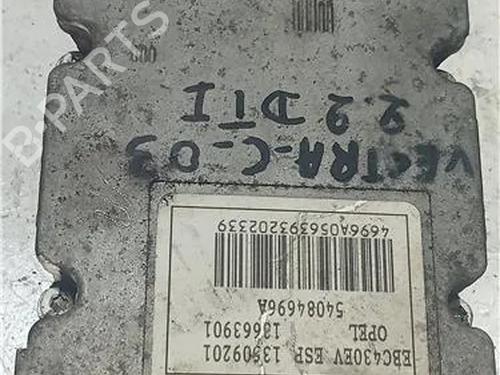 B-PARTS
EBC430EV ESP 13509201
OPEL 13663901
54084696A
4696A056393202339
VECTRA-C-03
2.2 DTI